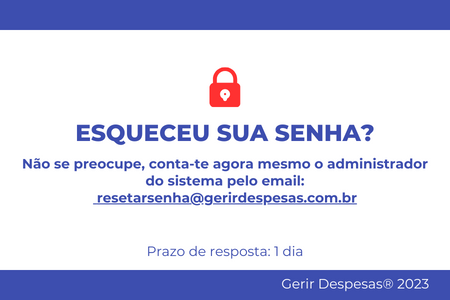 ESQUECEU SUA SENHA?
Não se preocupe, conta-te agora mesmo o administrador
do sistema pelo email:
resetarsenha@gerirdespesas.com.br
Prazo de resposta: 1 dia
Gerir Despesas® 2023